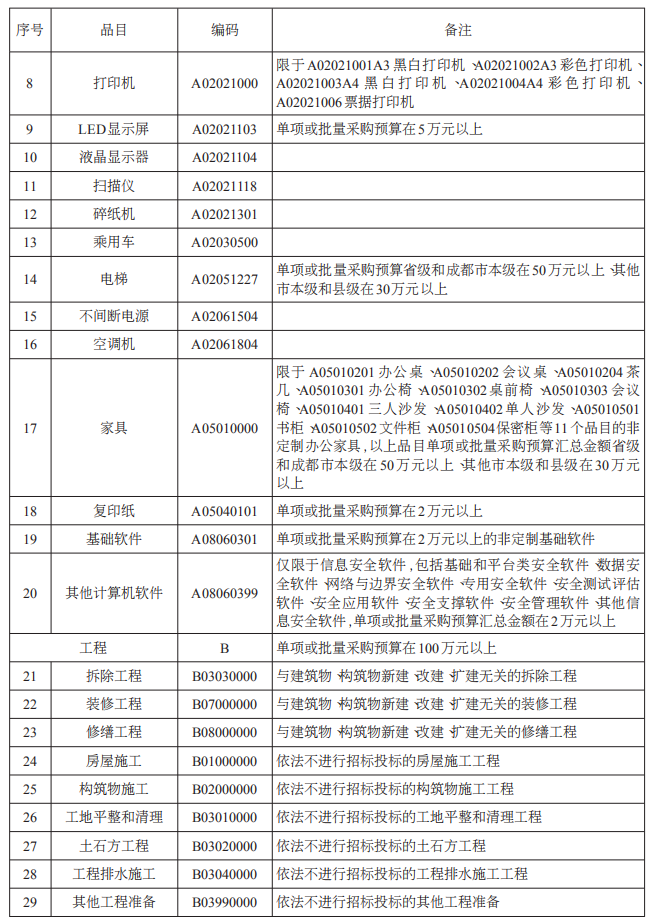 序号 品目 编码 备注
8 打印机 A02021000 限于A02021001A3黑白打印机、A02021002A3彩色打印机、
A02021003A4黑白打印机、A02021004A4彩色打印机、
A02021006票据打印机
9 LED显示屏 A02021103 单项或批量采购预算在5万元以上
10 液晶显示器 A02021104
11 扫描仪 A02021118
12 碎纸机 A02021301
13 乘用车 A02030500
14 电梯 A02051227 单项或批量采购预算省级和成都市本级在50万元以上、其他
市本级和县级在30万元以上
15 不间断电源 A02061504
16 空调机 A02061804
17 家具 A05010000 限于A05010201办公桌、A05010202会议桌、A05010204茶
几、A05010301办公椅、A05010302桌前椅、A05010303会议
椅、A05010401三人沙发、A05010402单人沙发、A05010501
书柜、A05010502文件柜、A05010504保密柜等11个品目的非
定制办公家具,以上品目单项或批量采购预算汇总金额省级
和成都市本级在50万元以上、其他市本级和县级在30万元
以上
18 复印纸 A05040101 单项或批量采购预算在2万元以上
19 基础软件 A08060301 单项或批量采购预算在2万元以上的非定制基础软件
20 其他计算机软件 A08060399 仅限于信息安全软件,包括基础和平台类安全软件、数据安
全软件、网络与边界安全软件、专用安全软件、安全测试评估
软件、安全应用软件、安全支撑软件、安全管理软件、其他信
息安全软件,单项或批量采购预算汇总金额在2万元以上
工程 B 单项或批量采购预算在100万元以上
21 拆除工程 B03030000 与建筑物、构筑物新建、改建、扩建无关的拆除工程
22 装修工程 B07000000 与建筑物、构筑物新建、改建、扩建无关的装修工程
23 修缮工程 B08000000 与建筑物、构筑物新建、改建、扩建无关的修缮工程
24 房屋施工 B01000000 依法不进行招标投标的房屋施工工程
25 构筑物施工 B02000000 依法不进行招标投标的构筑物施工工程
26 工地平整和清理 B03010000 依法不进行招标投标的工地平整和清理工程
27 土石方工程 B03020000 依法不进行招标投标的土石方工程
28 工程排水施工 B03040000 依法不进行招标投标的工程排水施工工程
29 其他工程准备 B03990000 依法不进行招标投标的其他工程准备